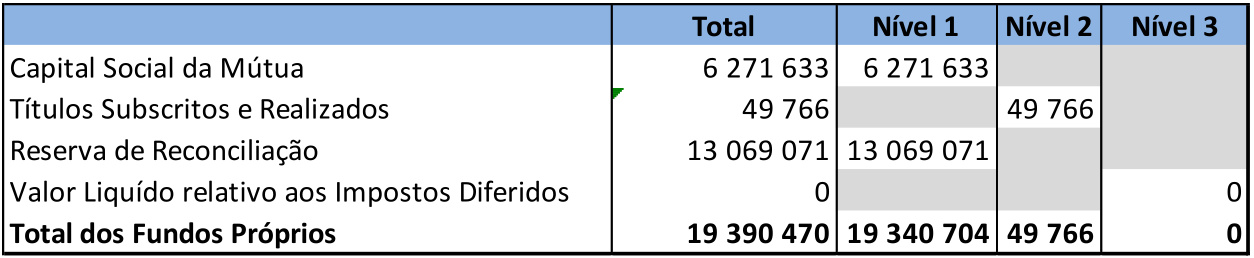 Total Nível 1 Nível 2 Nível 3
Capital Social da Mútua 6 271 633 6 271 633
Títulos Subscritos e Realizados 49 766 49 766
Reserva de Reconciliação 13 069 071 13 069 071
Valor Liquído relativo aos Impostos Diferidos 0 0
Total dos Fundos Próprios 19 390 470 19 340 704 49 766 0